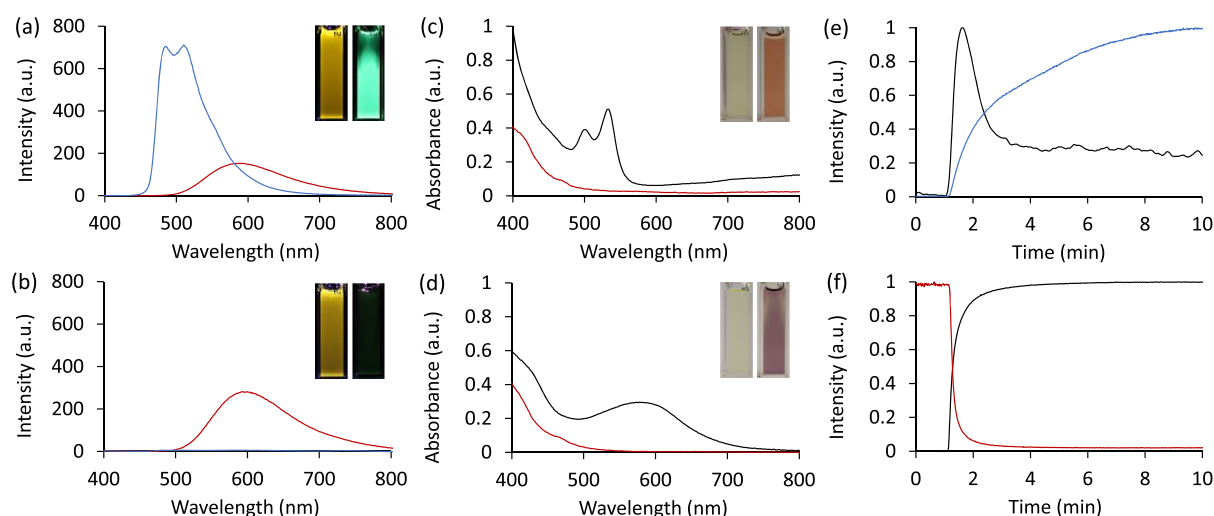 (a)
800
600
400
200
0
Intensity (a.u.)
400 500 600 700 800
Wavelength (nm)
(c)
1
0.8
0.6
0.4
0.2
0
Absorbance (a.u.)
400 500 600 700 800
Wavelength (nm)
(e)
1
0.8
0.6
0.4
0.2
0
Intensity (a.u.)
0 2 4 6 8 10
Time (min)
(b)
800
600
400
200
0
Intensity (a.u.)
400 500 600 700 800
Wavelength (nm)
(d)
1
0.8
0.6
0.4
0.2
0
Absorbance (a.u.)
400 500 600 700 800
Wavelength (nm)
(f)
1
0.8
0.6
0.4
0.2
0
Intensity (a.u.)
0 2 4 6 8 10
Time (min)